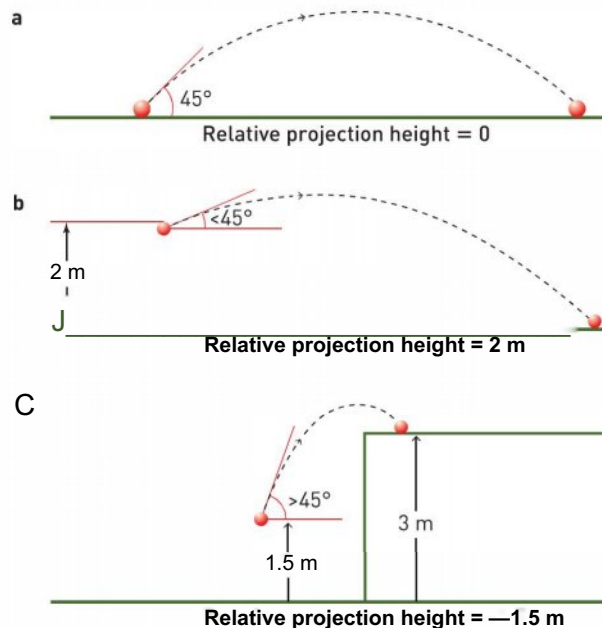 a
45°
Relative projection height = 0
b
<45°
2 m
J
Relative projection height = 2 m
C
>45°
3 m
1.5 m
Relative projection height = —1.5 m